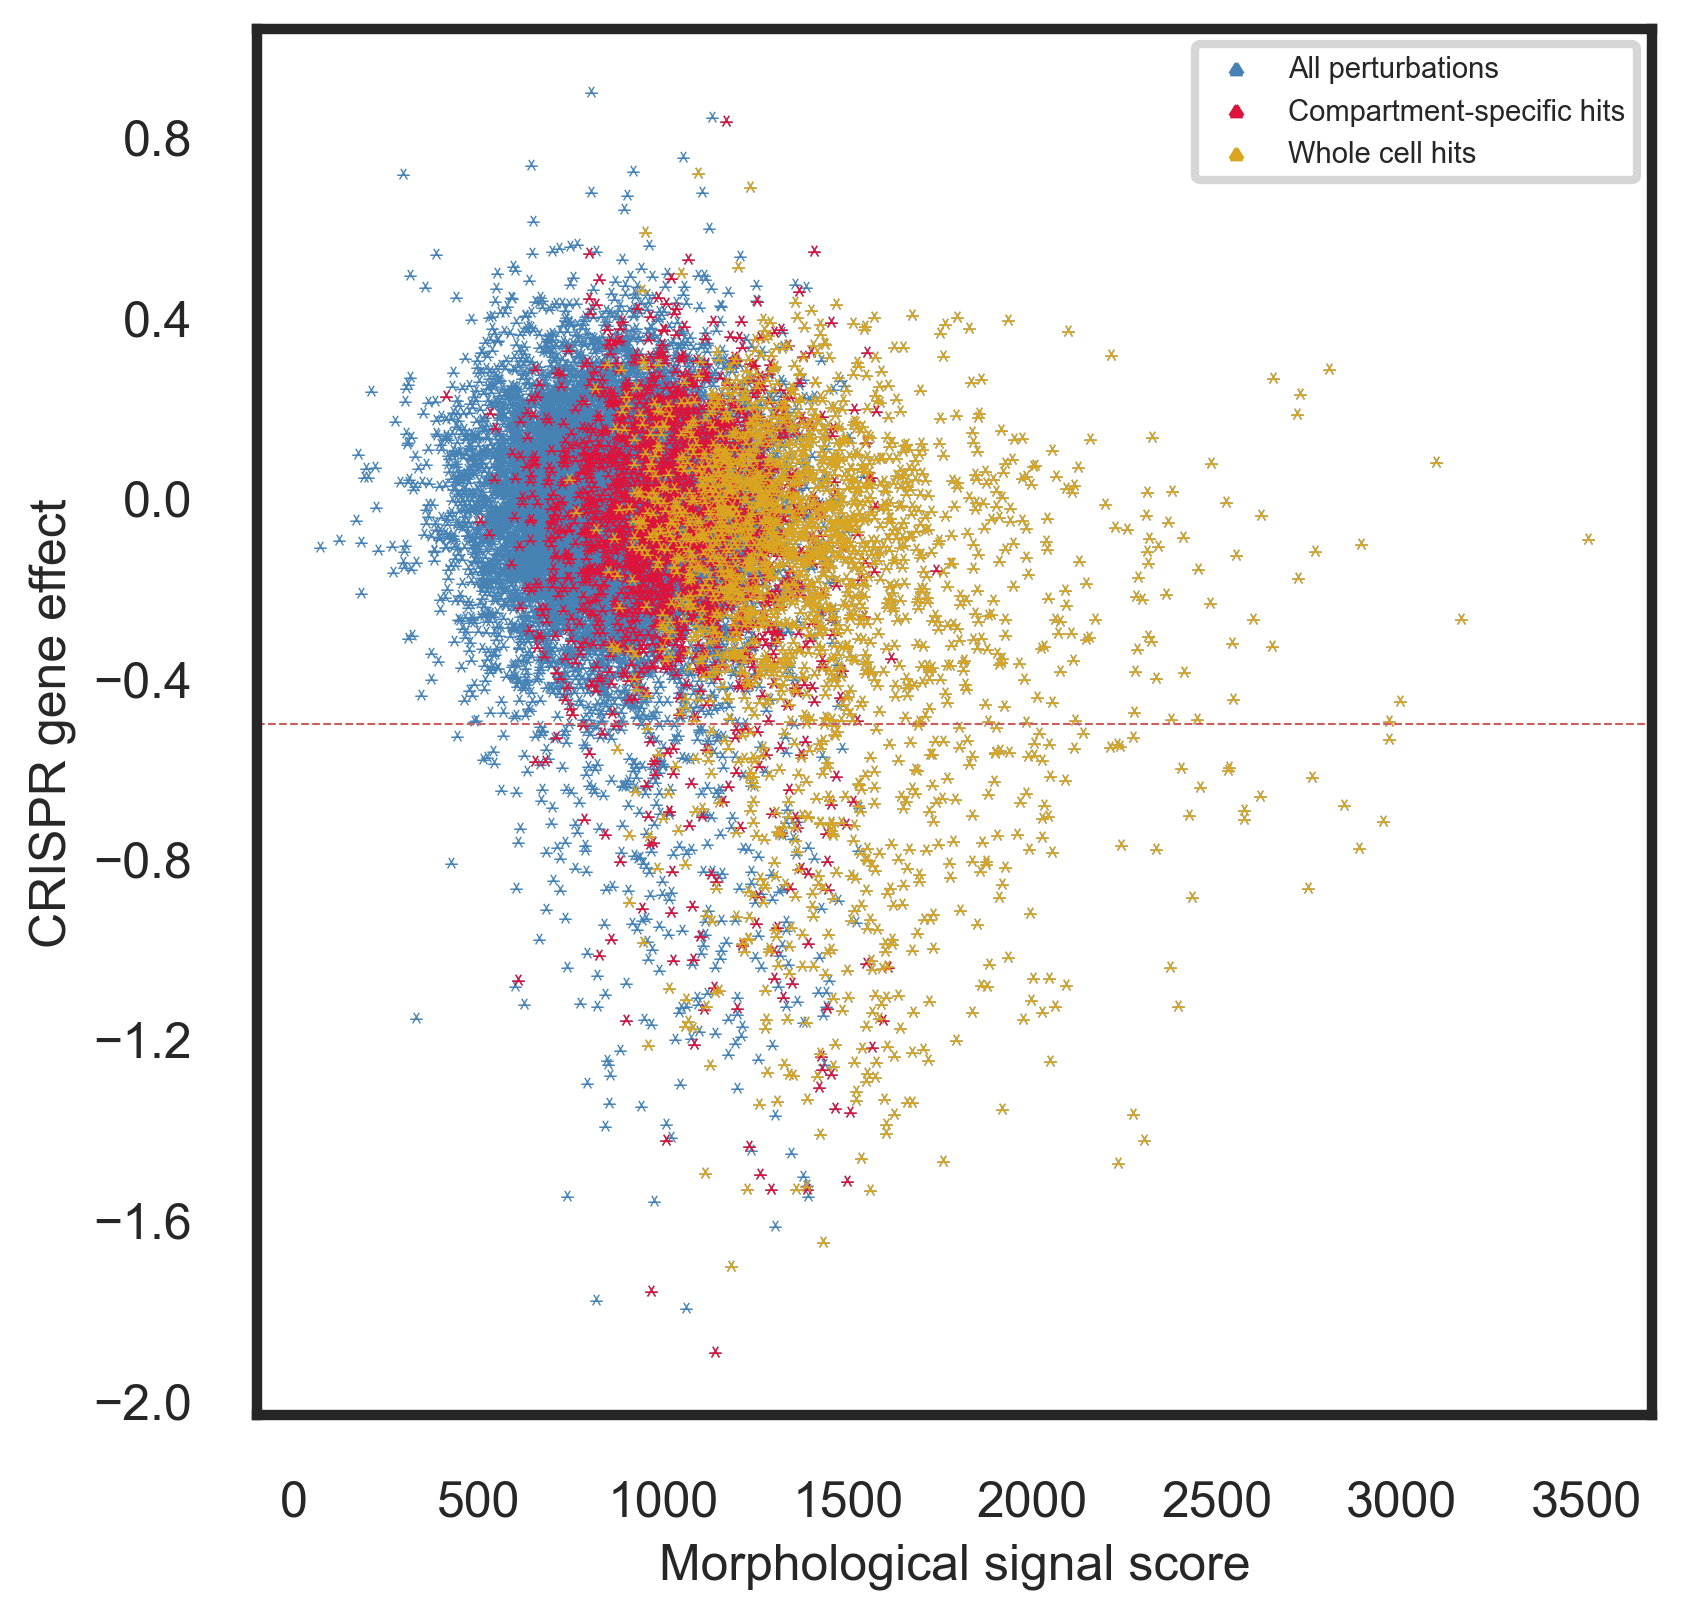 All perturbations
Compartment-specific hits
Whole cell hits
0.8
0.4
0.0
−0.4
−0.8
−1.2
−1.6
−2.0
CRISPR gene effect
0 500 1000 1500 2000 2500 3000 3500
Morphological signal score